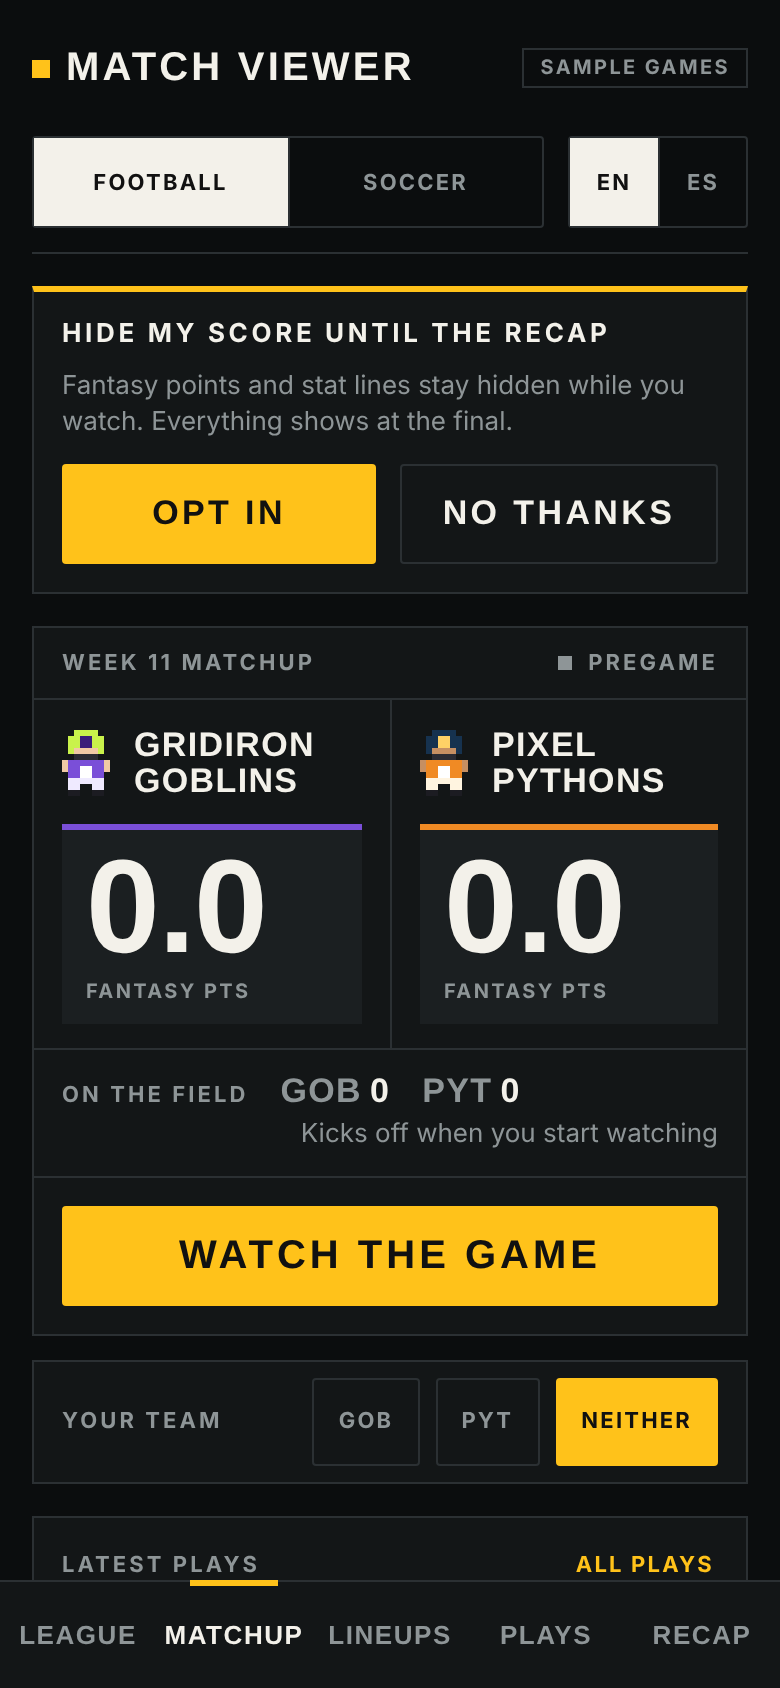 MATCH VIEWER
SAMPLE GAMES
FOOTBALL
SOCCER
EN
ES
HIDE MY SCORE UNTIL THE RECAP
Fantasy points and stat lines stay hidden while you
watch. Everything shows at the final.
OPT IN
NO THANKS
WEEK 11 MATCHUP
PREGAME
GRIDIRON
GOBLINS
PIXEL
PYTHONS
0.0
FANTASY PTS
0.0
FANTASY PTS
ON THE FIELD GOB 0 PYT 0
Kicks off when you start watching
WATCH THE GAME
YOUR TEAM
GOB
PYT
NEITHER
LATEST PLAYS
ALL PLAYS
LEAGUE
MATCHUP
LINEUPS
PLAYS
RECAP